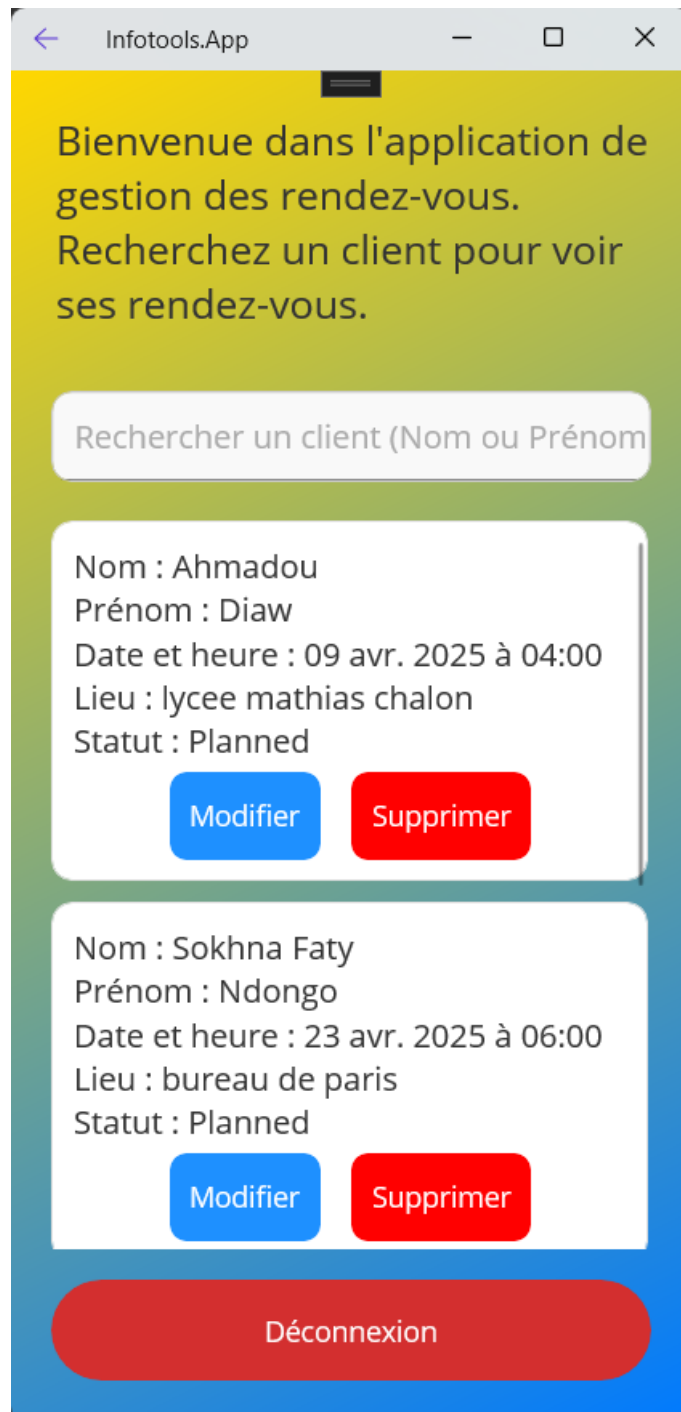 Infotools.App
Bienvenue dans l'application de
gestion des rendez-vous.
Recherchez un client pour voir
ses rendez-vous.
Rechercher un client (Nom ou Prénom
Nom : Ahmadou
Prénom : Diaw
Date et heure : 09 avr. 2025 à 04:00
Lieu : lycee mathias chalon
Statut : Planned
Modifier Supprimer
Nom : Sokhna Faty
Prénom : Ndongo
Date et heure : 23 avr. 2025 à 06:00
Lieu : bureau de paris
Statut : Planned
Modifier Supprimer
Déconnexion